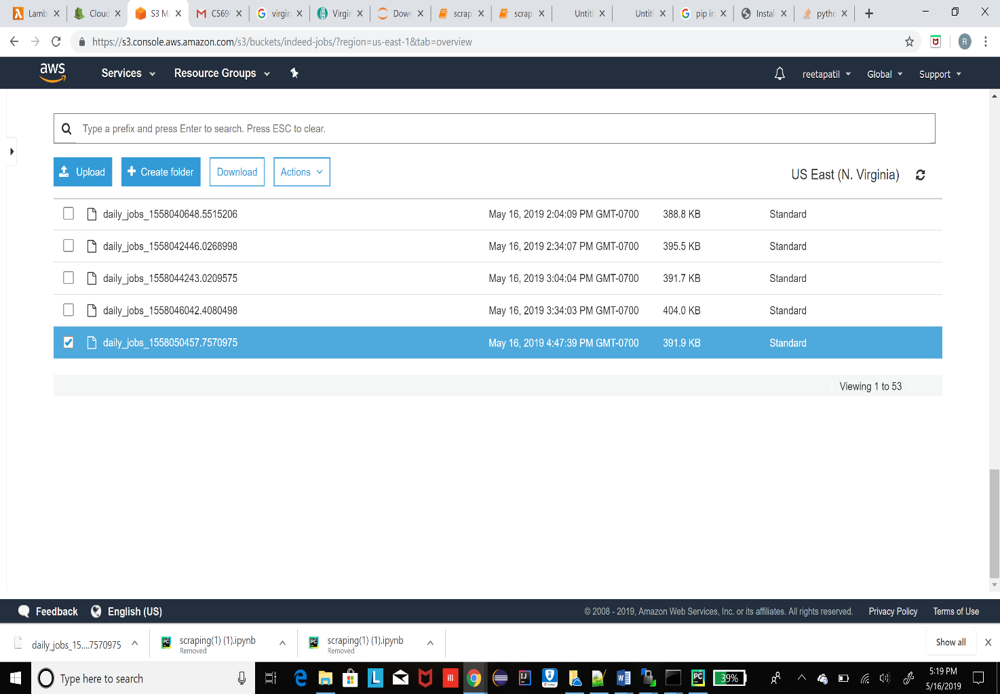 Lamb
Cloud
S3 M
CS69
virgin
Virgin
Down
scrap
scrap
Untitl
Untitl
pip in
Instal
pytho
https://s3.console.aws.amazon.com/s3/buckets/indeed-jobs/?region=us-east-1&tab=overview
R
aws
Services
Resource Groups
reetapatil
Global
Support
Type a prefix and press Enter to search. Press ESC to clear.
Upload
Create folder
Download
Actions
US East (N. Virginia)
daily_jobs_1558040648.5515206 May 16, 2019 2:04:09 PM GMT-0700 388.8 KB Standard
daily_jobs_1558042446.0268998 May 16, 2019 2:34:07 PM GMT-0700 395.5 KB Standard
daily_jobs_1558044243.0209575 May 16, 2019 3:04:04 PM GMT-0700 391.7 KB Standard
daily_jobs_1558046042.4080498 May 16, 2019 3:34:03 PM GMT-0700 404.0 KB Standard
daily_jobs_1558050457.7570975 May 16, 2019 4:47:39 PM GMT-0700 391.9 KB Standard
Viewing 1 to 53
Feedback
English (US)
© 2008 - 2019, Amazon Web Services, Inc. or its affiliates. All rights reserved.
Privacy Policy
Terms of Use
daily_jobs_15....7570975
scraping(1) (1).ipynb
Removed
scraping(1) (1).ipynb
Removed
Show all
Type here to search
39%
5:19 PM
5/16/2019